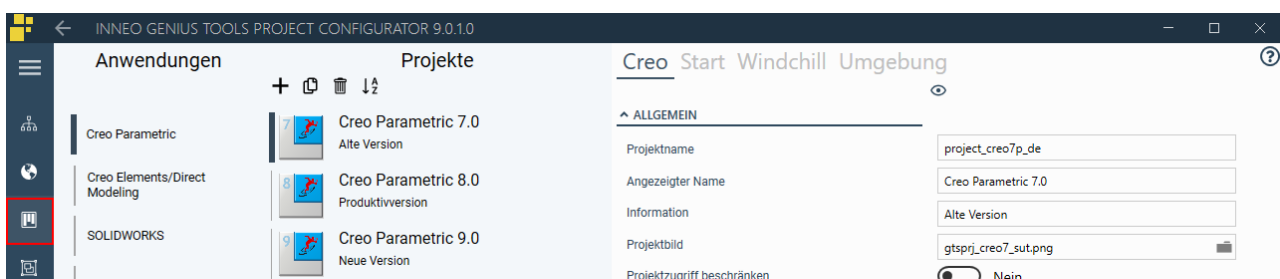 INNEO GENIUS TOOLS PROJECT CONFIGURATOR 9.0.1.0
Anwendungen
Creo Parametric
Creo Elements/Direct
Modeling
SOLIDWORKS
Projekte
7
Creo Parametric 7.0
Alte Version
8
Creo Parametric 8.0
Produktivversion
9
Creo Parametric 9.0
Neue Version
Creo Start Windchill Umgebung
ALLGEMEIN
Projektname project_creo7p_de
Angezeigter Name Creo Parametric 7.0
Information Alte Version
Projektbild gtsprj_creo7_sut.png
Projektzugriff beschränken Nein